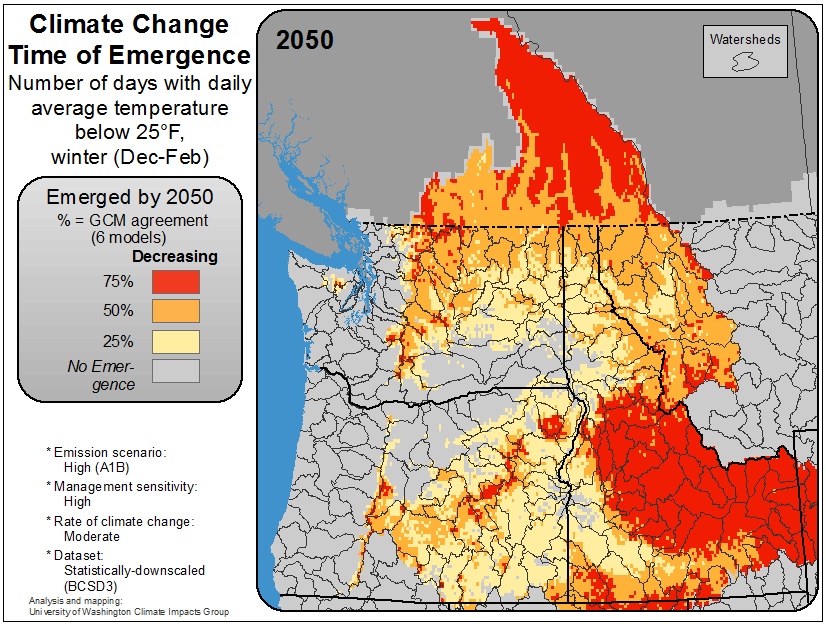 Climate Change
Time of Emergence
Number of days with daily
average temperature
below 25°F,
winter (Dec-Feb)
Emerged by 2050
% = GCM agreement
(6 models)
Decreasing
75%
50%
25%
No Emer-
gence
* Emission scenario:
High (A1B)
* Management sensitivity:
High
* Rate of climate change:
Moderate
* Dataset:
Statistically-downscaled
(BCSD3)
Analysis and mapping:
University of Washington Climate Impacts Group
2050
Watersheds